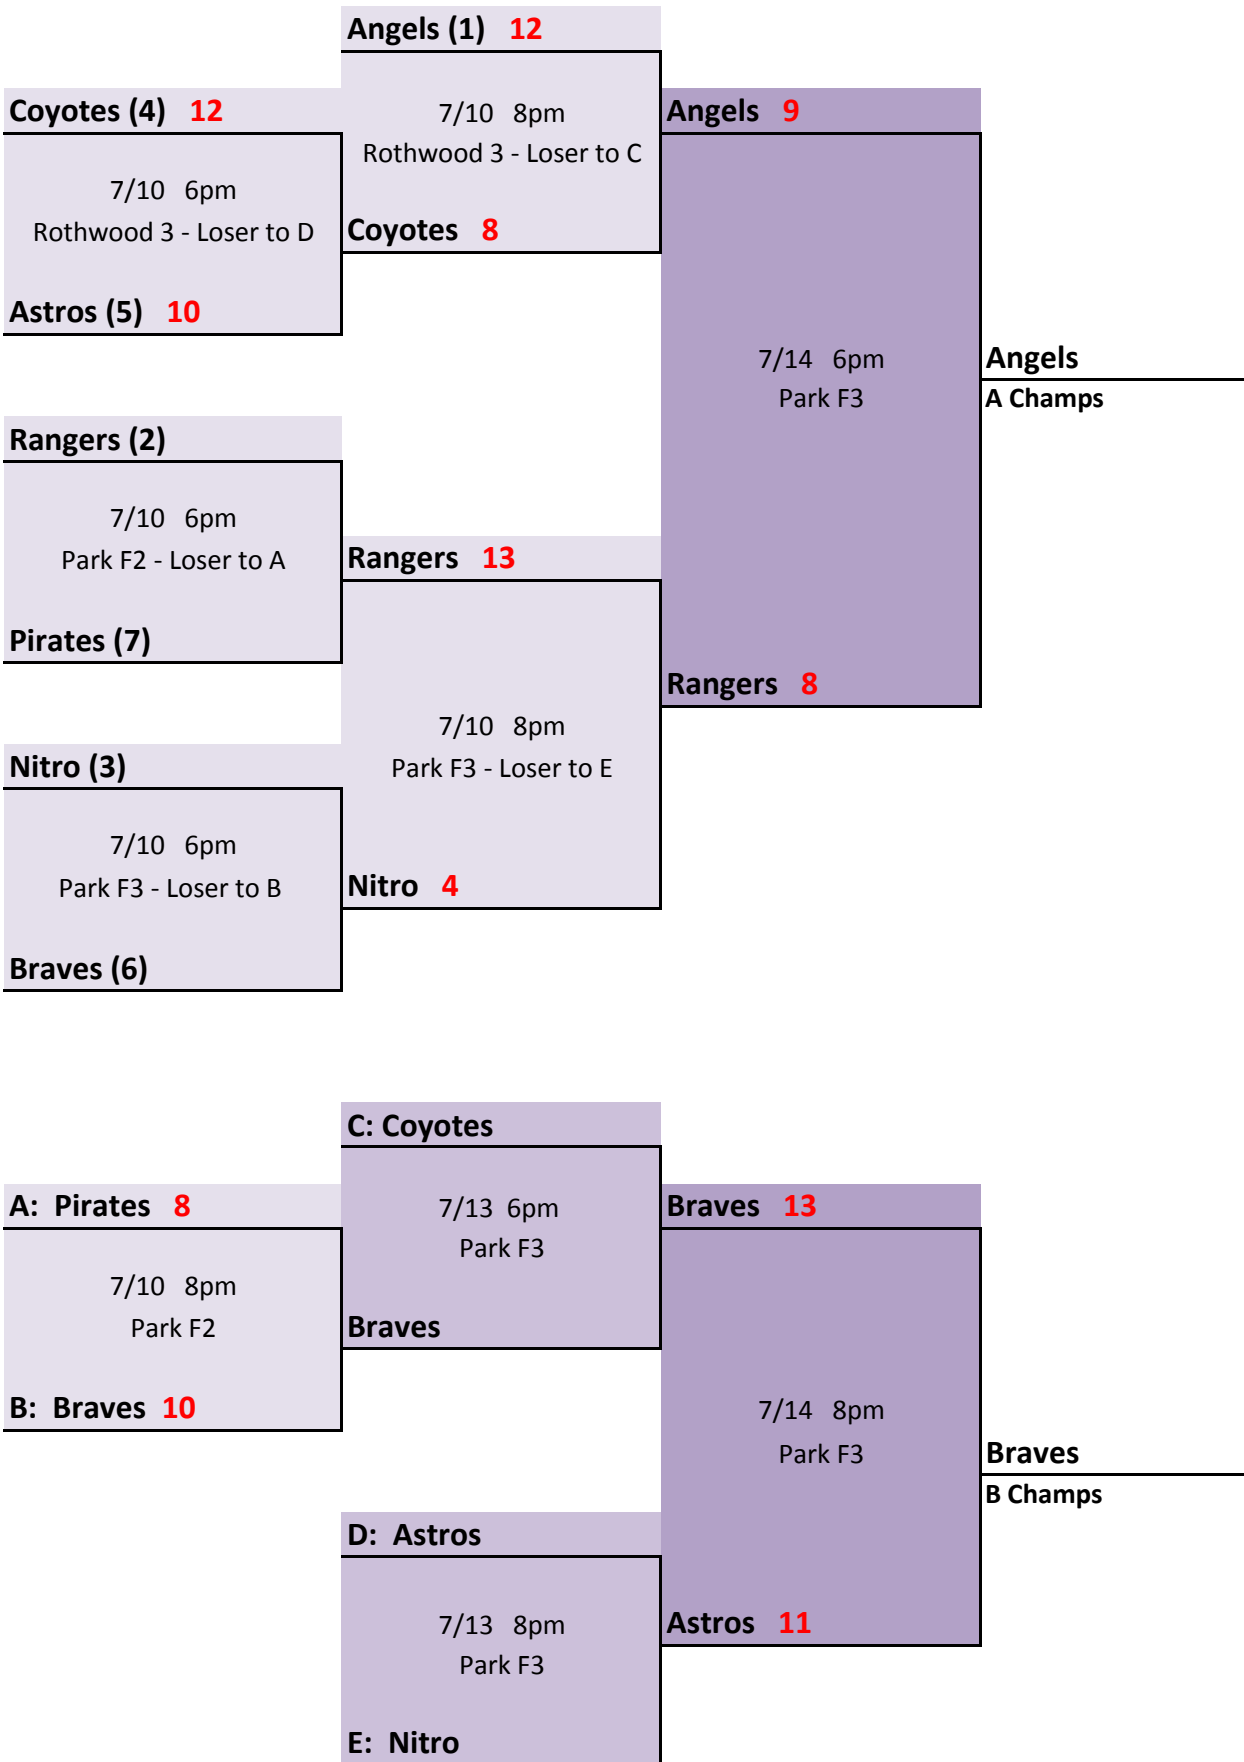 Angels (1) 12
Coyotes (4) 12
7/10 8pm
Rothwood 3 - Loser to C
Angels 9
7/10 6pm
Rothwood 3 - Loser to D
Coyotes 8
Astros (5) 10
7/14 6pm
Park F3
Angels
A Champs
Rangers (2)
7/10 6pm
Park F2 - Loser to A
Rangers 13
Pirates (7)
Rangers 8
7/10 8pm
Park F3 - Loser to E
Nitro (3)
7/10 6pm
Park F3 - Loser to B
Nitro 4
Braves (6)
C: Coyotes
A: Pirates 8
7/13 6pm
Park F3
Braves 13
7/10 8pm
Park F2
Braves
B: Braves 10
7/14 8pm
Park F3
Braves
B Champs
D: Astros
7/13 8pm
Park F3
Astros 11
E: Nitro